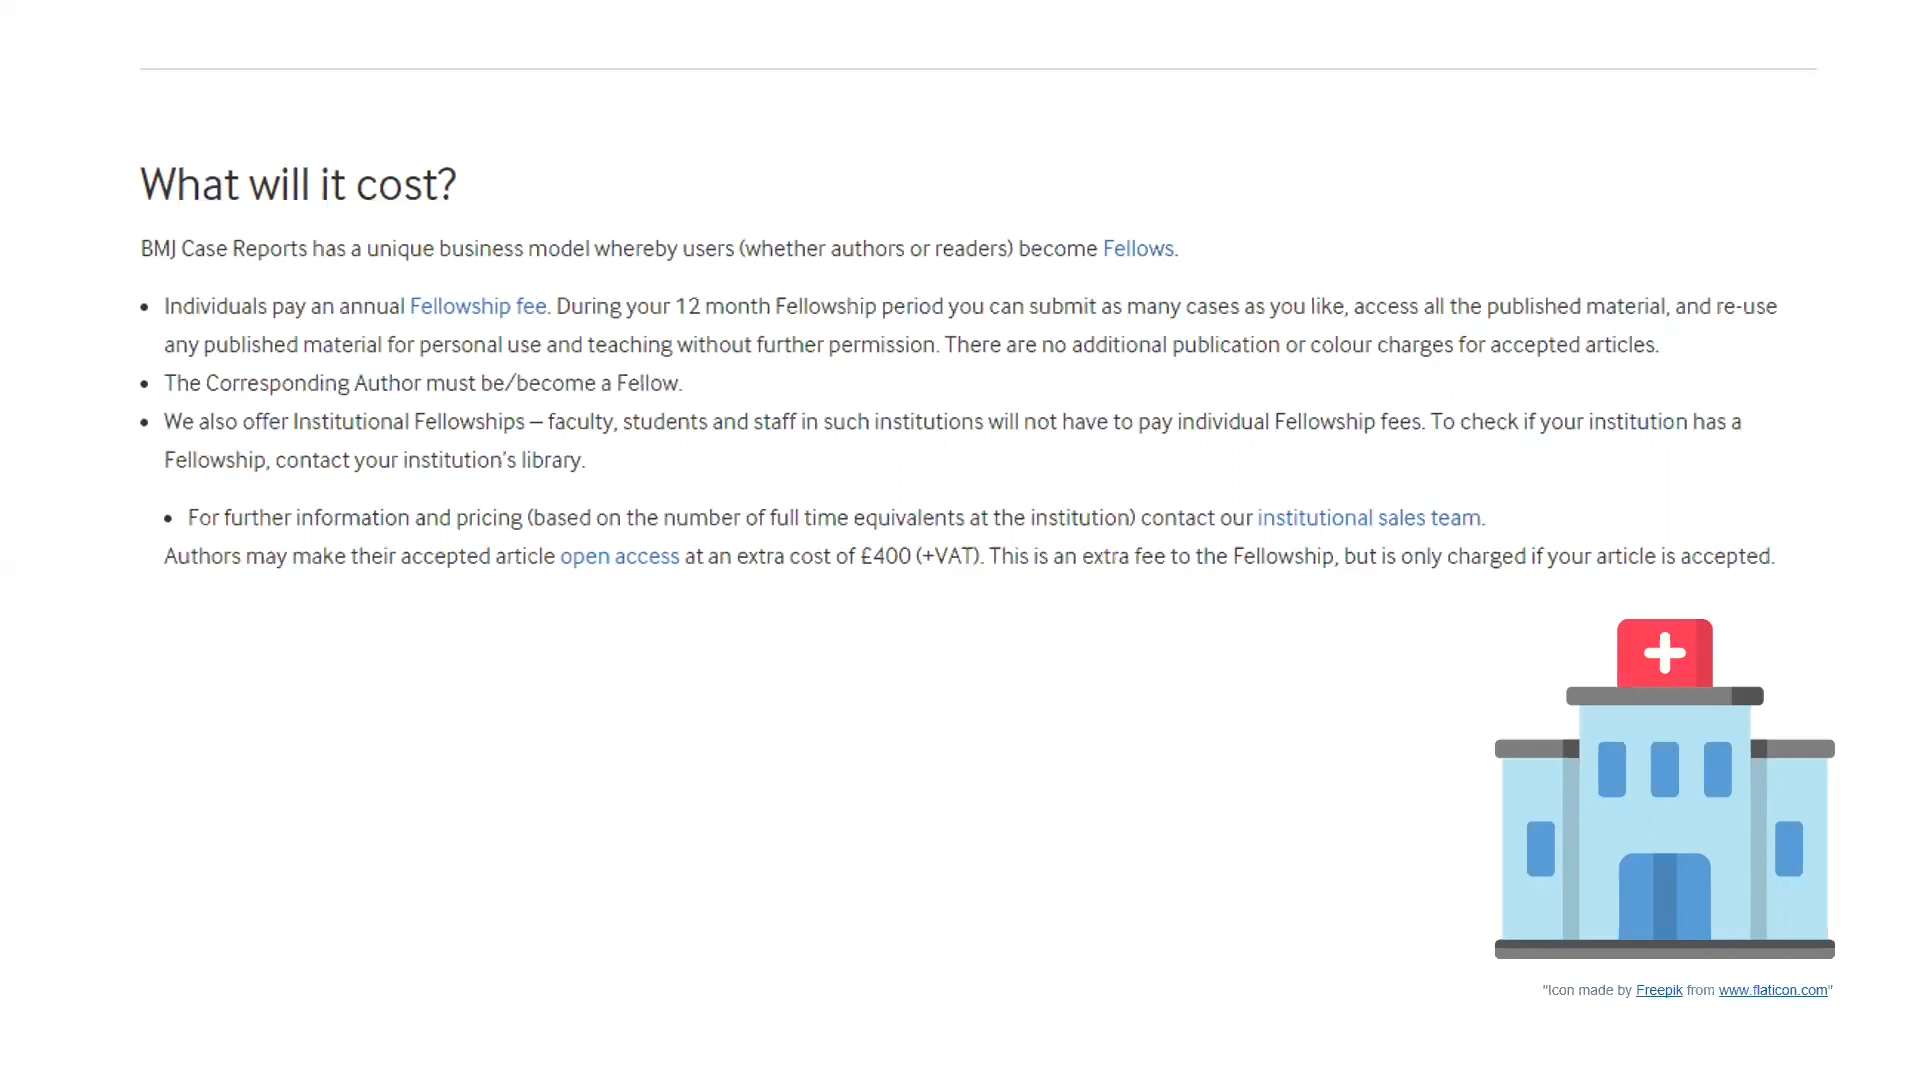 What will it cost?
BMJ Case Reports has a unique business model whereby users (whether authors or readers) become Fellows.
• Individuals pay an annual Fellowship fee. During your 12 month Fellowship period you can submit as many cases as you like, access all the published material, and re-use
any published material for personal use and teaching without further permission. There are no additional publication or colour charges for accepted articles.
• The Corresponding Author must be/become a Fellow.
• We also offer Institutional Fellowships – faculty, students and staff in such institutions will not have to pay individual Fellowship fees. To check if your institution has a
Fellowship, contact your institution's library.
• For further information and pricing (based on the number of full time equivalents at the institution) contact our institutional sales team.
Authors may make their accepted article open access at an extra cost of £400 (+VAT). This is an extra fee to the Fellowship, but is only charged if your article is accepted.
"Icon made by Freepik from www.flaticon.com"